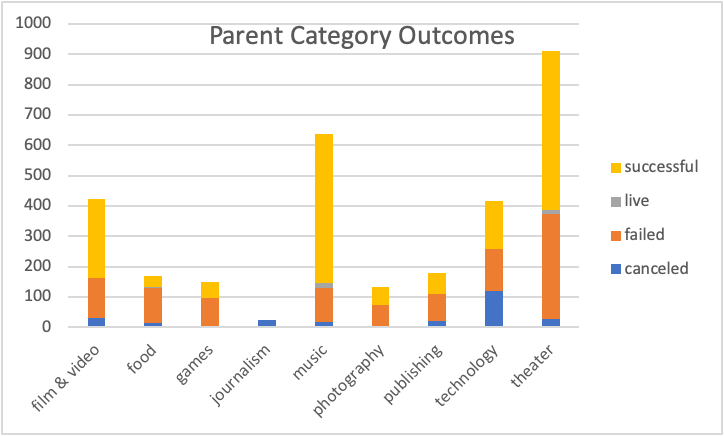 Parent Category Outcomes
1000
900
800
700
600
500
400
300
200
100
0
film & video
food
games
journalism
music
photography
publishing
technology
theater
successful
live
failed
canceled